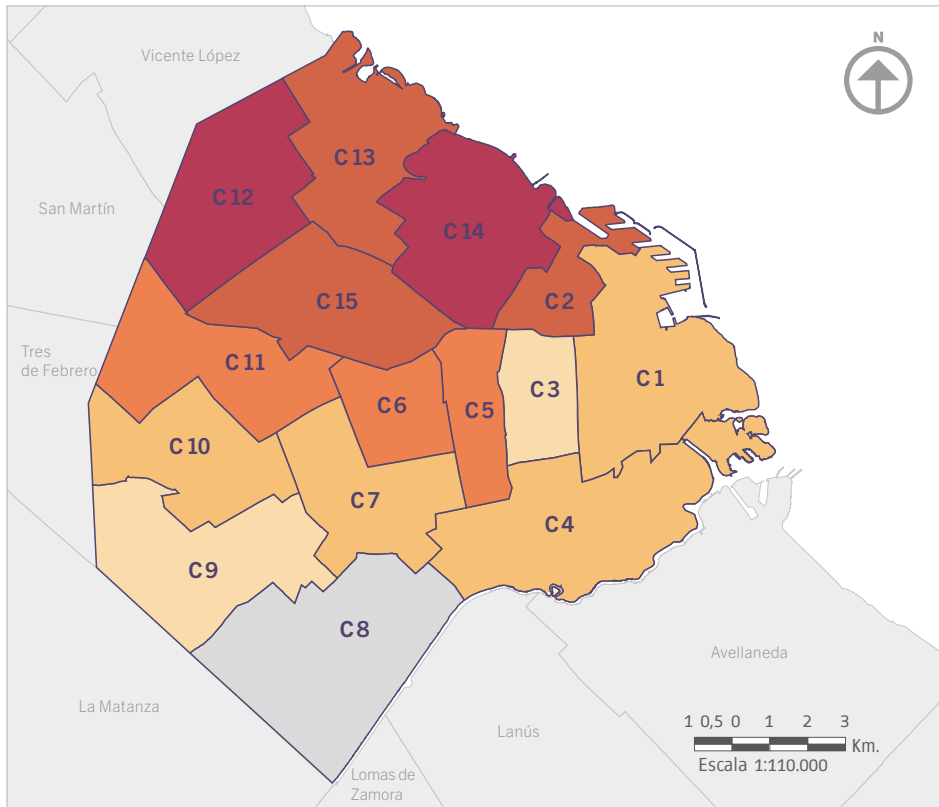 N
Vicente López
C 13
C 12
San Martín
C 14
C 15
C 2
Tres
de Febrero
C 11
C 3
C 1
C 6
C 5
C 10
C 7
C 4
C 9
C 8
Avellaneda
La Matanza
Lanús
1 0,5 0 1 2 3
Km.
Escala 1:110.000
Lomas de
Zamora